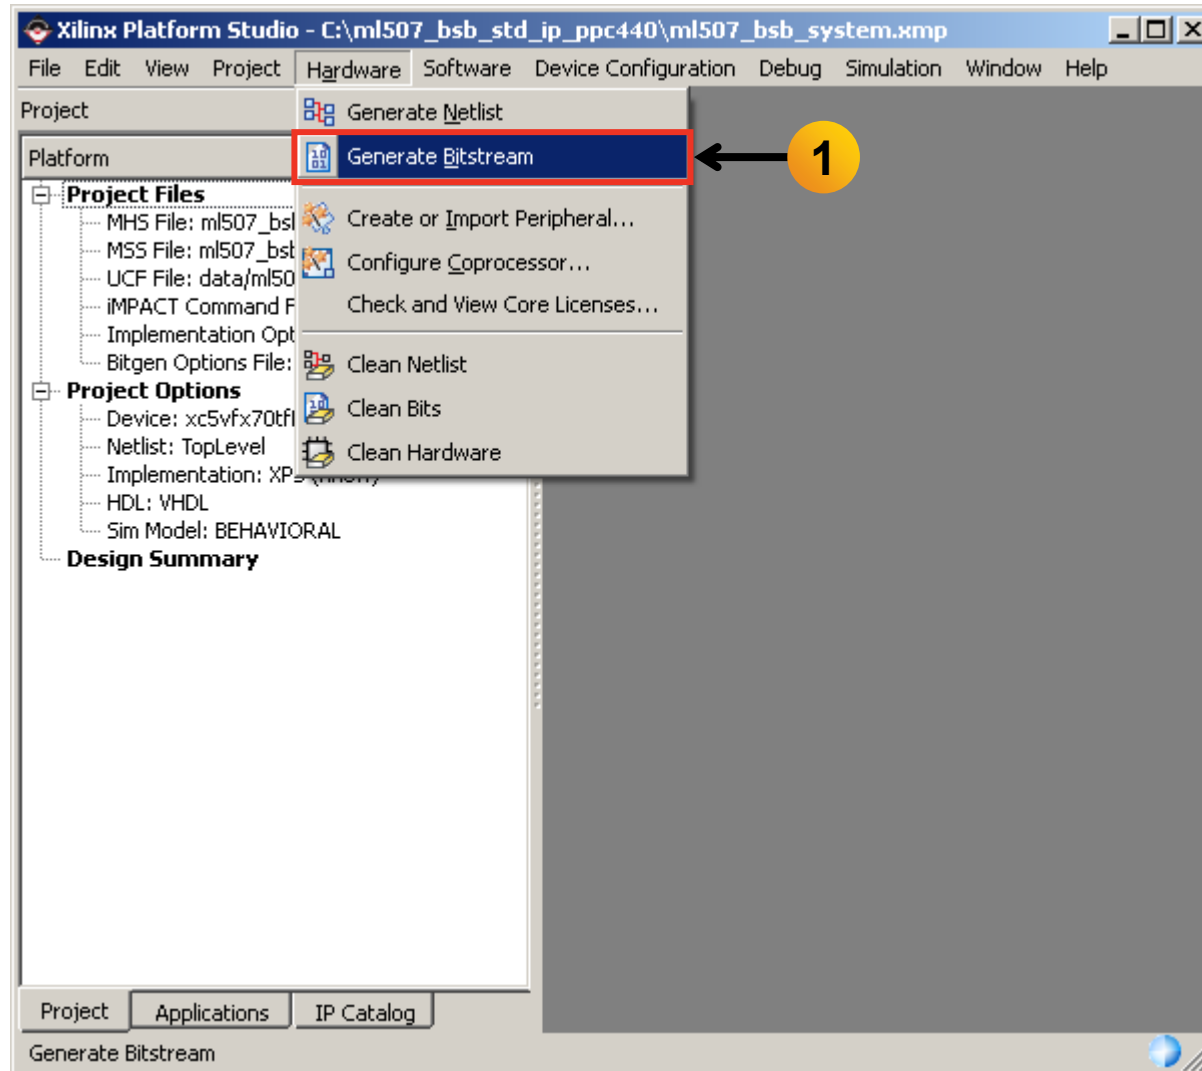 Xilinx Platform Studio - C:\ml507_bsb_std_ip_ppc440\ml507_bsb_system.xmp
File Edit View Project Hardware Software Device Configuration Debug Simulation Window Help
Project
Platform
Project Files
MHS File: ml507_bsb
MSS File: ml507_bsb
UCF File: data/ml50
iMPACT Command F
Implementation Opt
Bitgen Options File:
Project Options
Device: xc5vfx70tff
Netlist: TopLevel
Implementation: XPS
HDL: VHDL
Sim Model: BEHAVIORAL
Design Summary
Generate Netlist
Generate Bitstream
1
Create or Import Peripheral...
Configure Coprocessor...
Check and View Core Licenses...
Clean Netlist
Clean Bits
Clean Hardware
Project Applications IP Catalog
Generate Bitstream